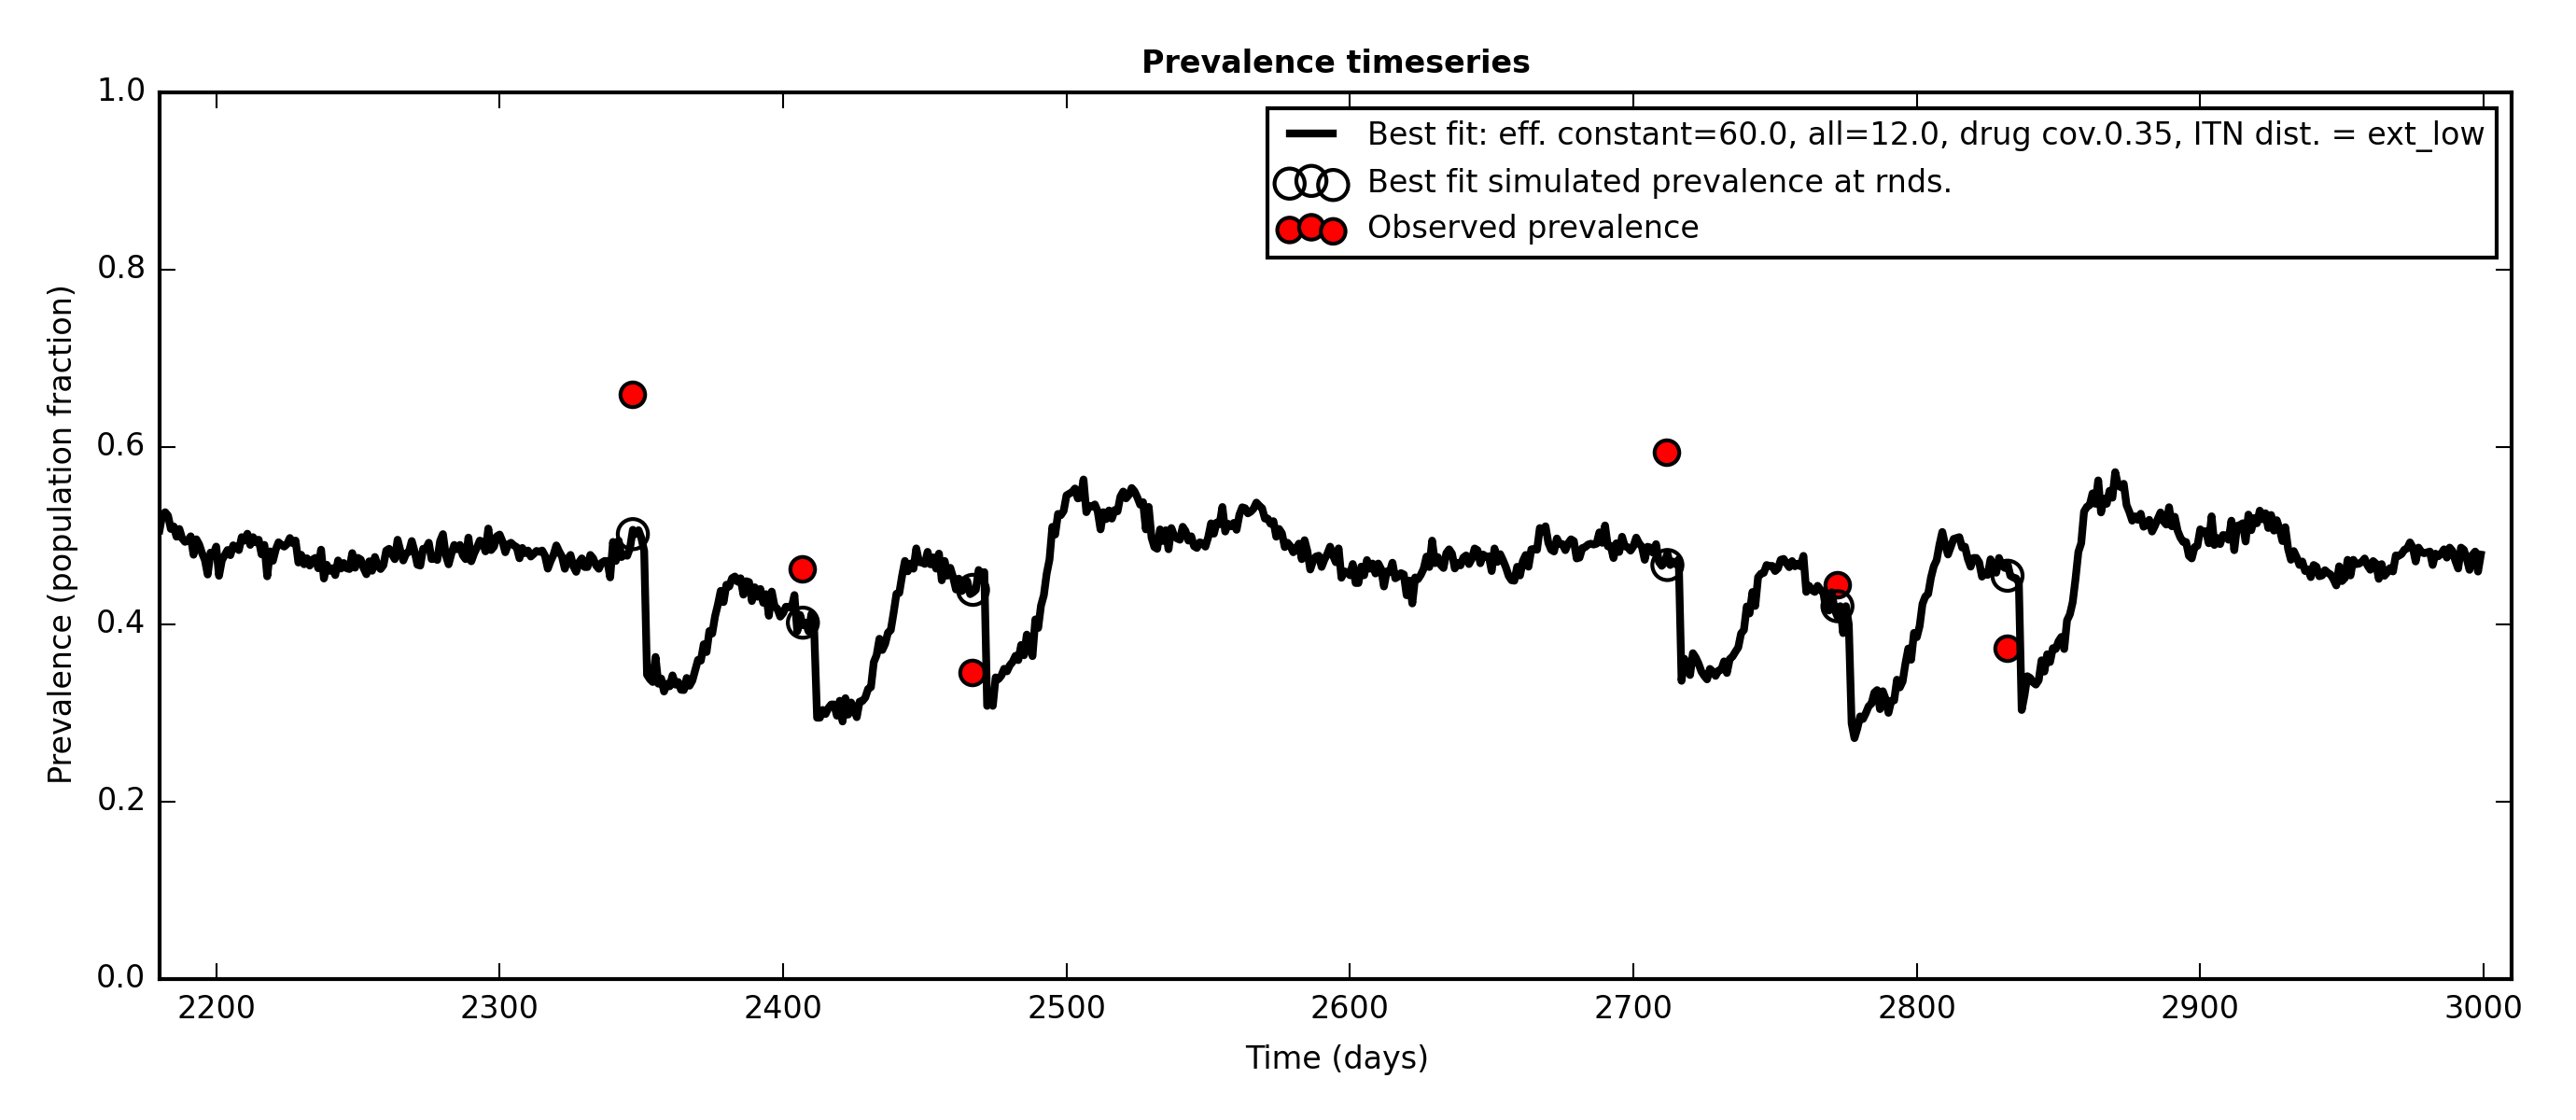 Prevalence timeseries
Best fit: eff. constant=60.0, all=12.0, drug cov.0.35, ITN dist. = ext_low
Best fit simulated prevalence at rnds.
Observed prevalence
Prevalence (population fraction)
1.0
0.8
0.6
0.4
0.2
0.0
2200 2300 2400 2500 2600 2700 2800 2900 3000
Time (days)